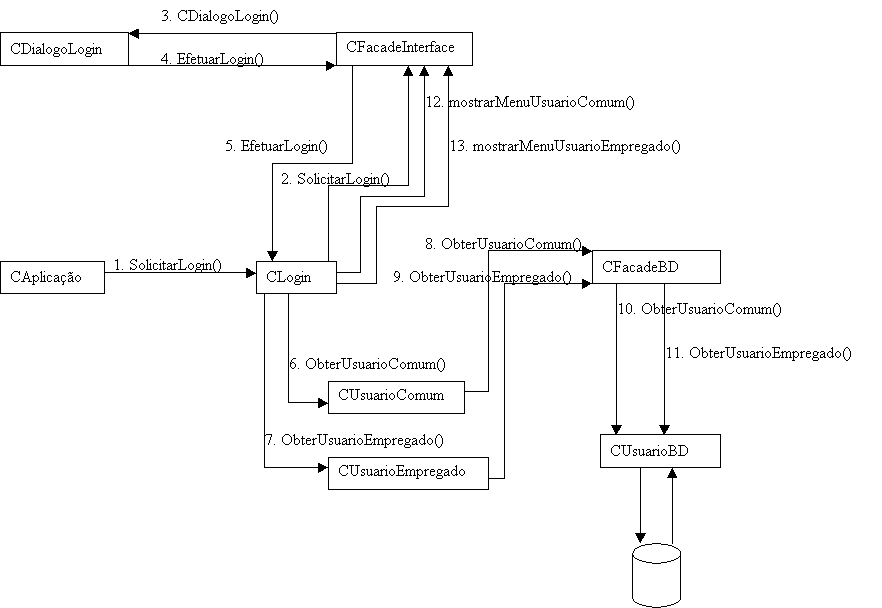 3. CDialogoLogin()
CDialogoLogin
CFacadeInterface
4. EfetuarLogin()
12. mostrarMenuUsuarioComum()
5. EfetuarLogin()
13. mostrarMenuUsuarioEmpregado()
2. SolicitarLogin()
8. ObterUsuarioComum()
1. SolicitarLogin()
CFacadeBD
CAplicação
CLogin
9. ObterUsuarioEmpregado()
10. ObterUsuarioComum()
11. ObterUsuarioEmpregado()
6. ObterUsuarioComum()
CUsuarioComum
7. ObterUsuarioEmpregado()
CUsuarioBD
CUsuarioEmpregado